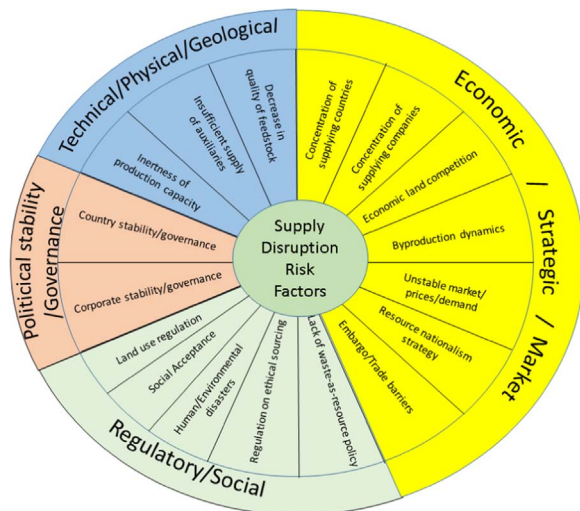 Supply
Disruption
Risk
Factors
Economic / Strategic / Market
Concentration of
supplying countries
Concentration of
supplying companies
Economic land competition
Byproduction dynamics
Unstable market/
prices/demand
Resource nationalism
strategy
Embargo/Trade barriers
Regulatory/Social
Lack of waste-as-resource policy
Regulation on ethical sourcing
Human/Environmental
disasters
Social Acceptance
Land use regulation
Politicical stability
/Governance
Corporate stability/governance
Country stability/governance
Technical/Physical/Geological
Inertness of
production capacity
Insufficient supply
of auxiliaries
Decrease in
quality of feedstock